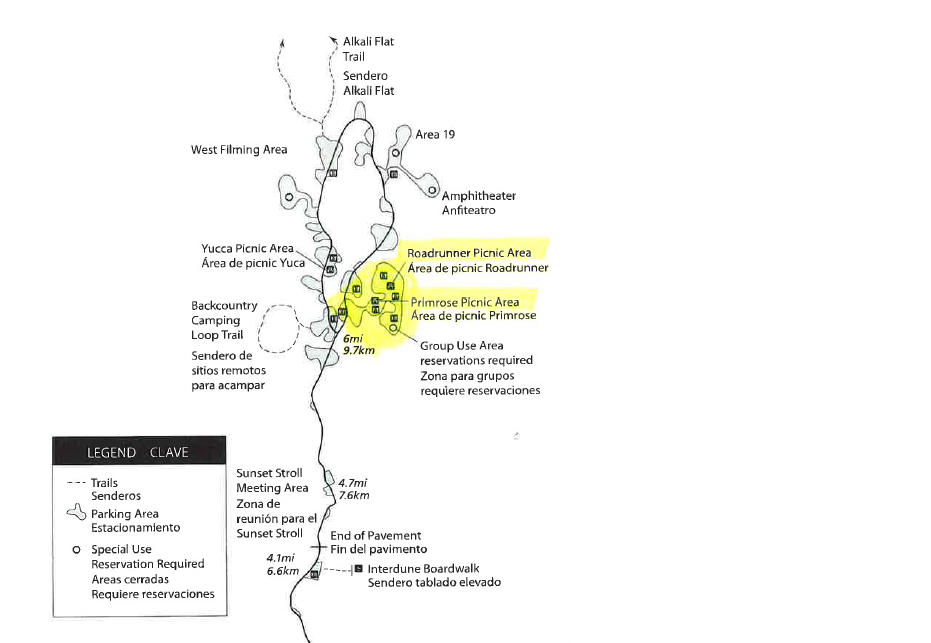 Alkali Flat
Trail
Sendero
Alkali Flat
Area 19
West Filming Area
Amphitheater
Anfiteatro
Yucca Picnic Area
Área de picnic Yuca
Roadrunner Picnic Area
Área de picnic Roadrunner
Primrose Picnic Area
Área de picnic Primrose
Backcountry
Camping
Loop Trail
Sendero de
sitios remotos
para acampar
6mi
9.7km
Group Use Area
reservations required
Zona para grupos
requiere reservaciones
LEGEND CLAVE
Trails
Senderos
Parking Area
Estacionamiento
Special Use
Reservation Required
Areas cerradas
Requiere reservaciones
Sunset Stroll
Meeting Area
Zona de
reunión para el
Sunset Stroll
4.7mi
7.6km
End of Pavement
Fin del pavimento
4.1mi
6.6km
Interdune Boardwalk
Sendero tablado elevado